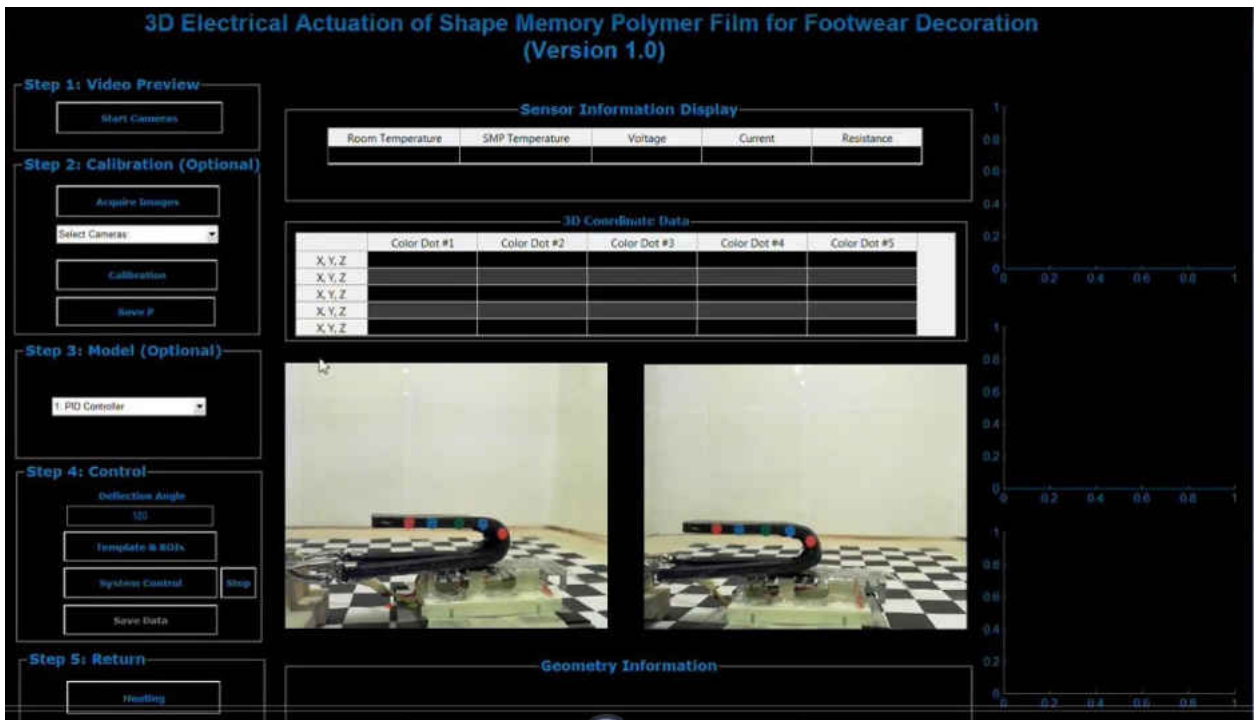 3D Electrical Actuation of Shape Memory Polymer Film for Footwear Decoration
(Version 1.0)
Step 1: Video Preview
Start Cameras
Step 2: Calibration (Optional)
Acquire Images
Select Cameras:
Calibration
Save P
Step 3: Model (Optional)
1. PID Controller
Step 4: Control
Deflection Angle
180
Template & ROIs
System Control
Stop
Save Data
Step 5: Return
Heating
Sensor Information Display
Room Temperature SMP Temperature Voltage Current Resistance
3D Coordinate Data
Color Dot #1 Color Dot #2 Color Dot #3 Color Dot #4 Color Dot #5
X, Y, Z
X, Y, Z
X, Y, Z
X, Y, Z
X, Y, Z
Geometry Information
1
0.8
0.6
0.4
0.2
0
0 0.2 0.4 0.6 0.8 1
1
0.8
0.6
0.4
0.2
0
0 0.2 0.4 0.6 0.8 1
1
0.8
0.6
0.4
0.2
0
0 0.2 0.4 0.6 0.8 1